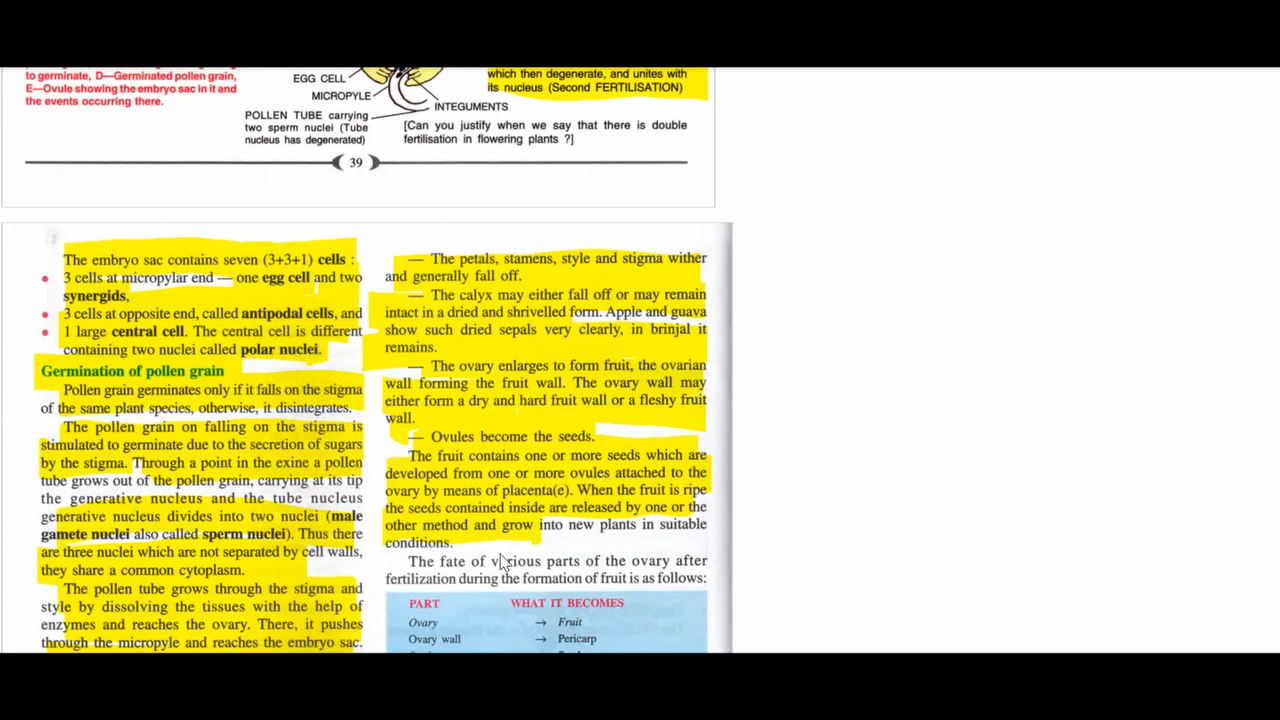 to germinate, D—Germinated pollen grain,
E—Ovule showing the embryo sac in it and
the events occurring there.
EGG CELL
MICROPYLE
POLLEN TUBE carrying
two sperm nuclei (Tube
nucleus has degenerated)
INTEGUMENTS
which then degenerate, and unites with
its nucleus (Second FERTILISATION)
[Can you justify when we say that there is double
fertilisation in flowering plants ?]
39
The embryo sac contains seven (3+3+1) cells :
• 3 cells at micropylar end — one egg cell and two
synergids,
• 3 cells at opposite end, called antipodal cells, and
• 1 large central cell. The central cell is different
containing two nuclei called polar nuclei.
Germination of pollen grain
Pollen grain germinates only if it falls on the stigma
of the same plant species, otherwise, it disintegrates.
The pollen grain on falling on the stigma is
stimulated to germinate due to the secretion of sugars
by the stigma. Through a point in the exine a pollen
tube grows out of the pollen grain, carrying at its tip
the generative nucleus and the tube nucleus
generative nucleus divides into two nuclei (male
gamete nuclei also called sperm nuclei). Thus there
are three nuclei which are not separated by cell walls,
they share a common cytoplasm.
The pollen tube grows through the stigma and
style by dissolving the tissues with the help of
enzymes and reaches the ovary. There, it pushes
through the micropyle and reaches the embryo sac.
— The petals, stamens, style and stigma wither
and generally fall off.
— The calyx may either fall off or may remain
intact in a dried and shrivelled form. Apple and guava
show such dried sepals very clearly, in brinjal it
remains.
— The ovary enlarges to form fruit, the ovarian
wall forming the fruit wall. The ovary wall may
either form a dry and hard fruit wall or a fleshy fruit
wall.
— Ovules become the seeds.
The fruit contains one or more seeds which are
developed from one or more ovules attached to the
ovary by means of placenta(e). When the fruit is ripe
the seeds contained inside are released by one or the
other method and grow into new plants in suitable
conditions.
The fate of various parts of the ovary after
fertilization during the formation of fruit is as follows:
PART WHAT IT BECOMES
Ovary → Fruit
Ovary wall → Pericarp